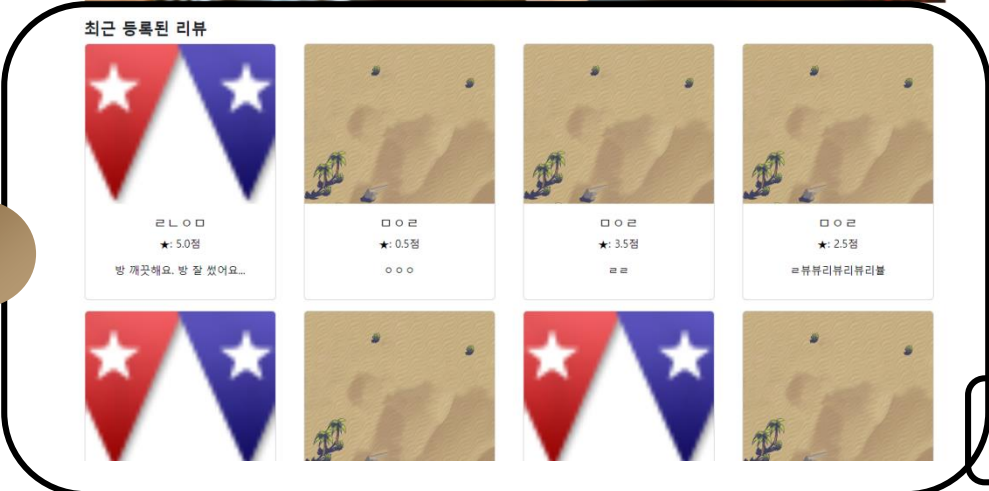 최근 등록된 리뷰
ㄹㄴㅇㅁ
★: 5.0점
방 깨끗해요. 방 잘 썼어요...
ㅁㅇㄹ
★: 0.5점
ㅇㅇㅇ
ㅁㅇㄹ
★: 3.5점
ㄹㄹ
ㅁㅇㄹ
★: 2.5점
ㄹ뷰뷰리뷰리뷰리뷸